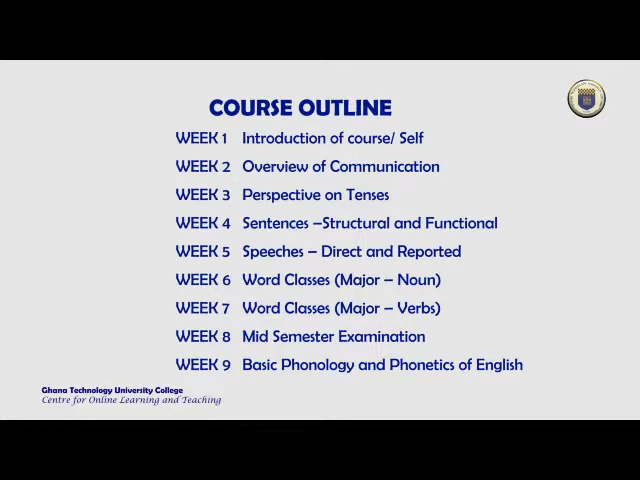 COURSE OUTLINE
WEEK 1 Introduction of course/ Self
WEEK 2 Overview of Communication
WEEK 3 Perspective on Tenses
WEEK 4 Sentences –Structural and Functional
WEEK 5 Speeches – Direct and Reported
WEEK 6 Word Classes (Major – Noun)
WEEK 7 Word Classes (Major – Verbs)
WEEK 8 Mid Semester Examination
WEEK 9 Basic Phonology and Phonetics of English
Ghana Technology University College
Centre for Online Learning and Teaching